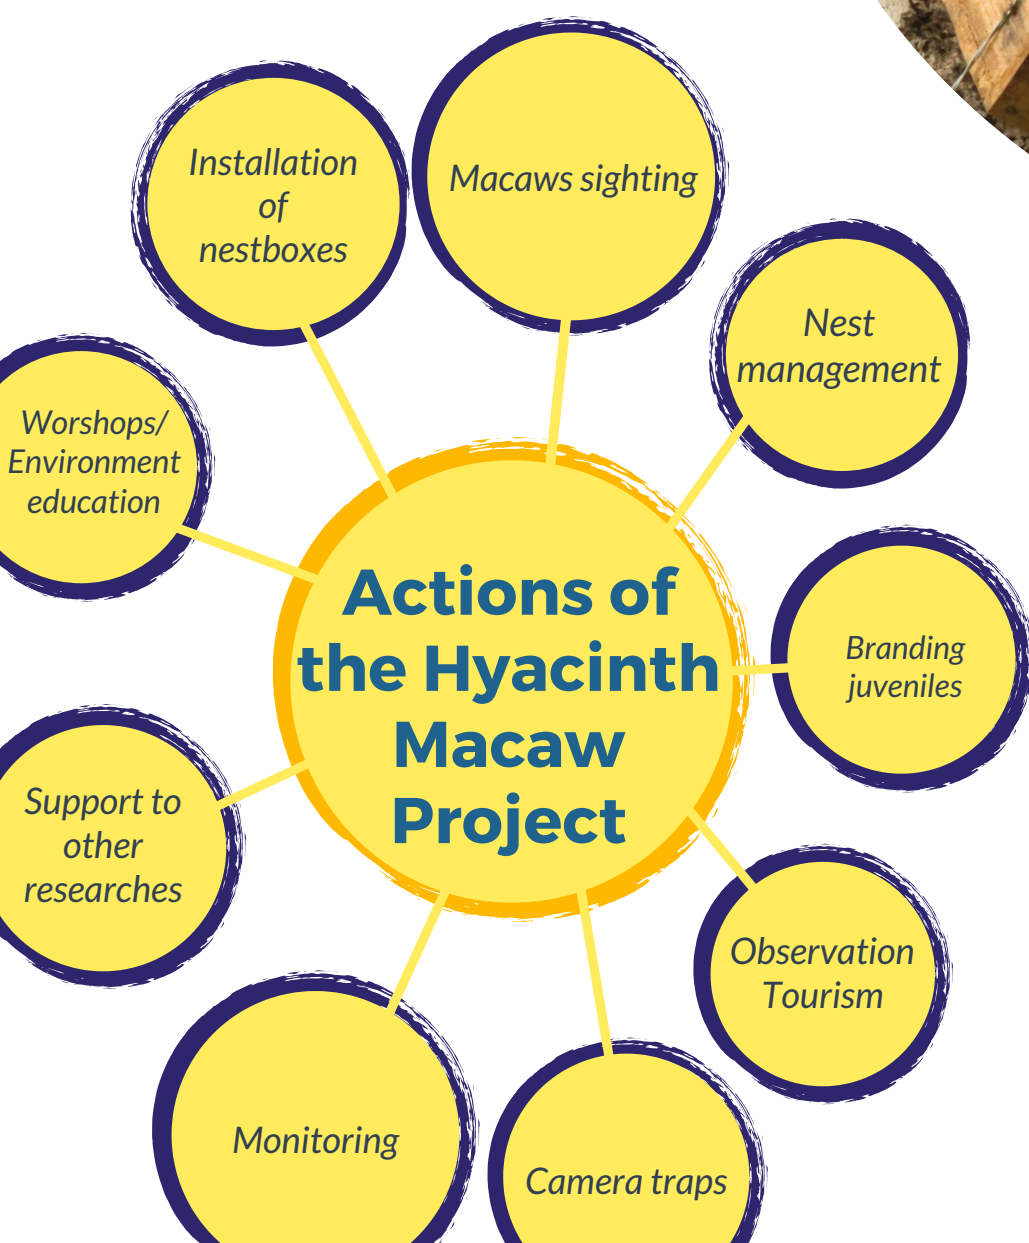 Installation
of
nestboxes
Macaws sighting
Nest
management
Worshops/
Environment
education
Actions of
the Hyacinth
Macaw
Project
Branding
juveniles
Support to
other
researches
Observation
Tourism
Monitoring
Camera traps